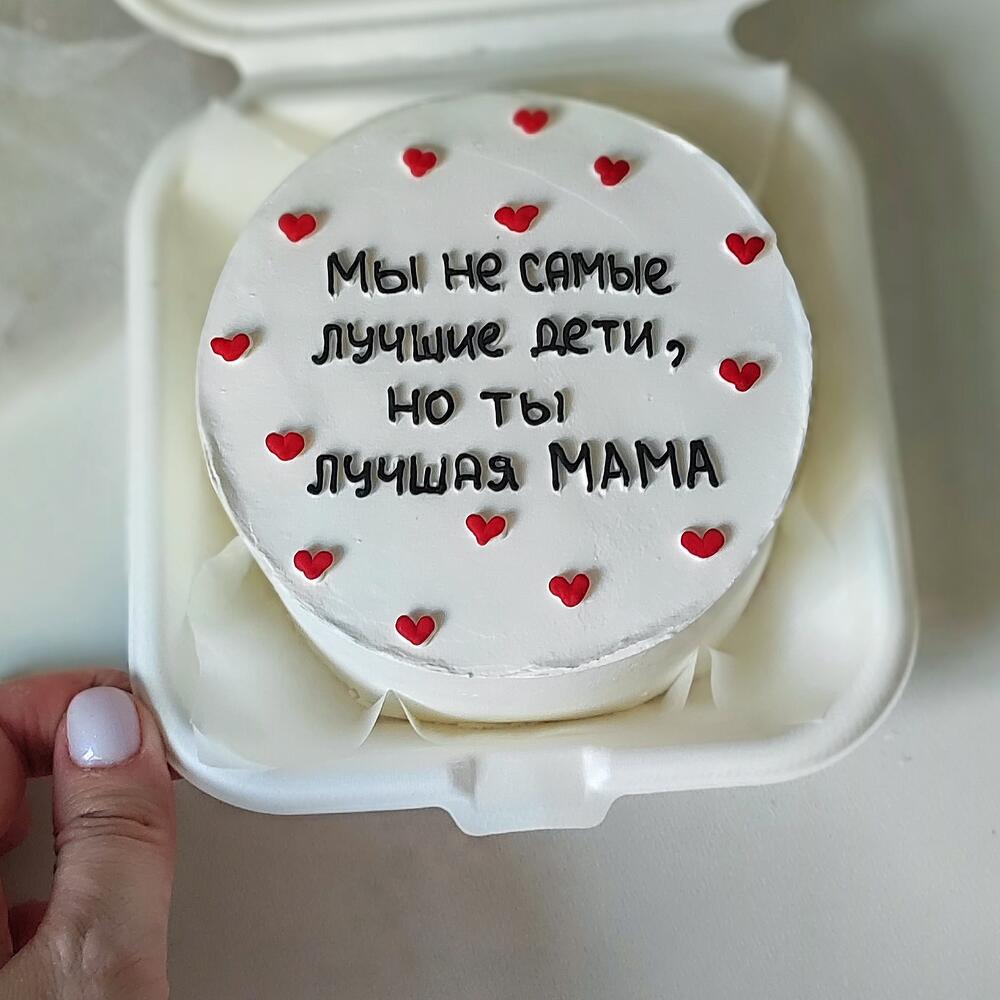 Мы не самые
лучшие дети,
но ты
лучшая МАМА